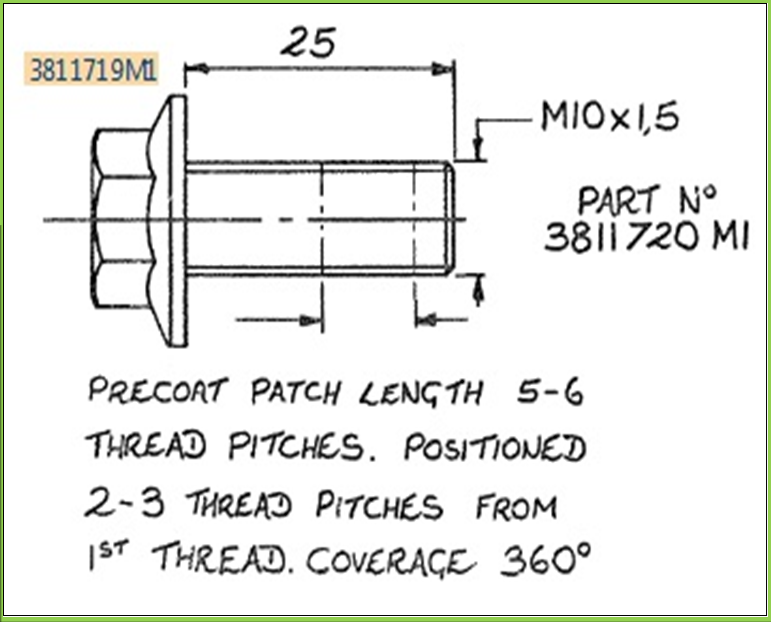 25
3811719M1
M10x1,5
PART Nº
3811720 M1
PRECOAT PATCH LENGTH 5-6
THREAD PITCHES. POSITIONED
2-3 THREAD PITCHES FROM
1ST THREAD. COVERAGE 360°